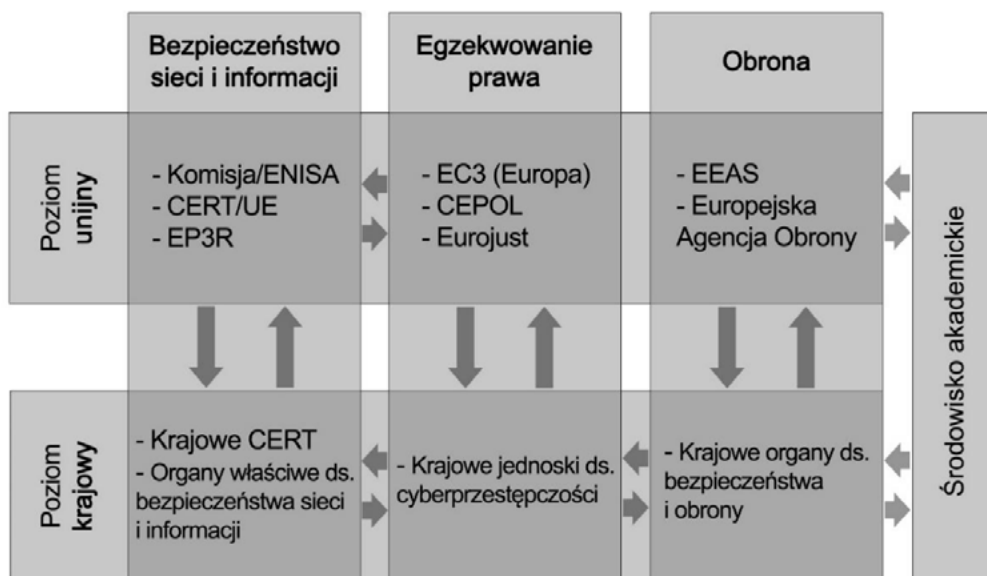 Bezpieczeństwo
sieci i informacji
Egzekwowanie
prawa
Obrona
Poziom
unijny
- Komisja/ENISA
- CERT/UE
- EP3R
- EC3 (Europa)
- CEPOL
- Eurojust
- EEAS
- Europejska
Agencja Obrony
Środowisko akademickie
Poziom
krajowy
- Krajowe CERT
- Organy właściwe ds.
bezpieczeństwa sieci
i informacji
- Krajowe jednoski ds.
cyberprzestępczości
- Krajowe organy ds.
bezpieczeństwa
i obrony